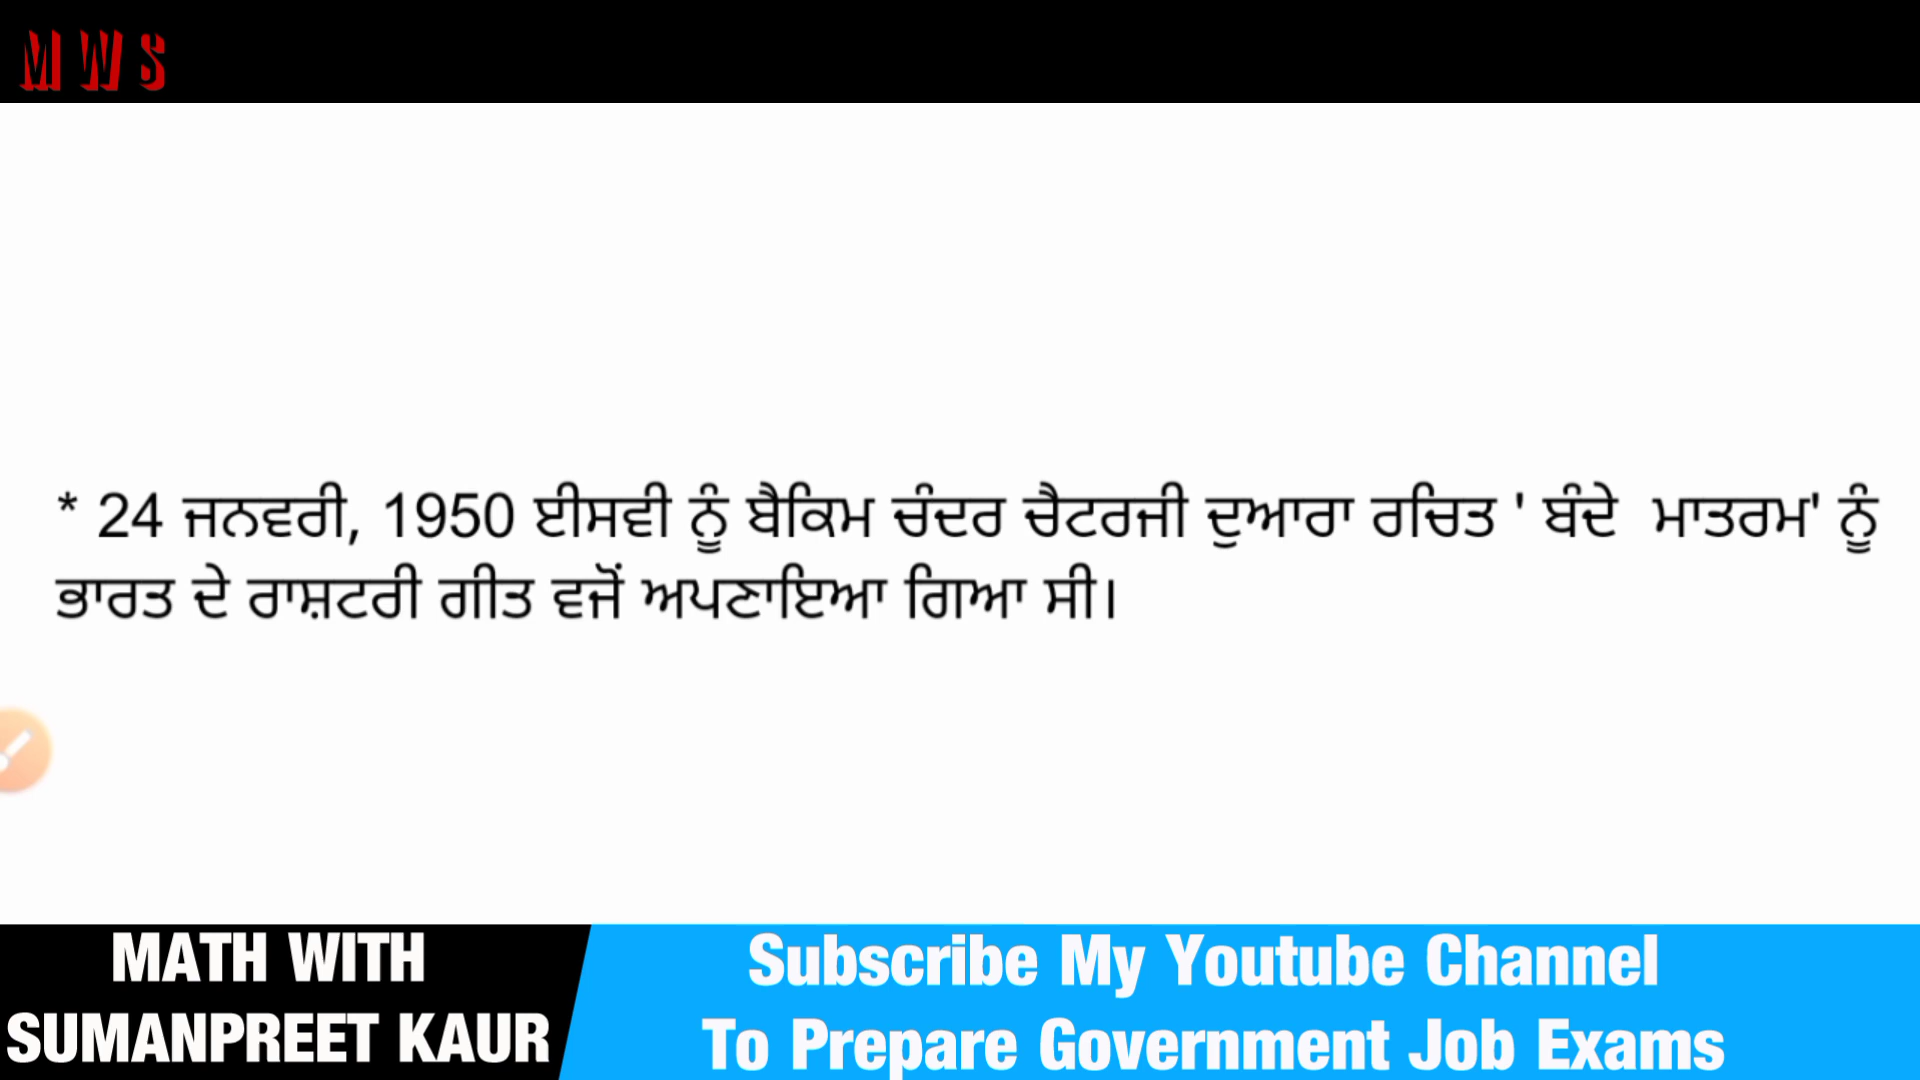 MWS
* 24 ਜਨਵਰੀ, 1950 ਈਸਵੀ ਨੂੰ ਬੈਕਿਮ ਚੰਦਰ ਚੈਟਰਜੀ ਦੁਆਰਾ ਰਚਿਤ ' ਬੰਦੇ  ਮਾਤਰਮ' ਨੂੰ
ਭਾਰਤ ਦੇ ਰਾਸ਼ਟਰੀ ਗੀਤ ਵਜੋਂ ਅਪਣਾਇਆ ਗਿਆ ਸੀ।
MATH WITH
SUMANPREET KAUR
Subscribe My Youtube Channel
To Prepare Government Job Exams